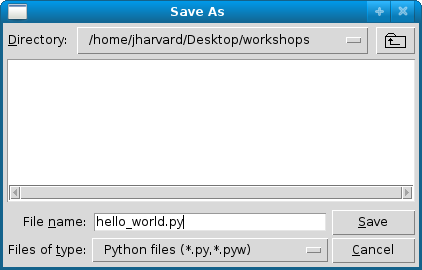 Save As
Directory: /home/jharvard/Desktop/workshops
File name: hello_world.py Save
Files of type: Python files (*.py,*.pyw) Cancel